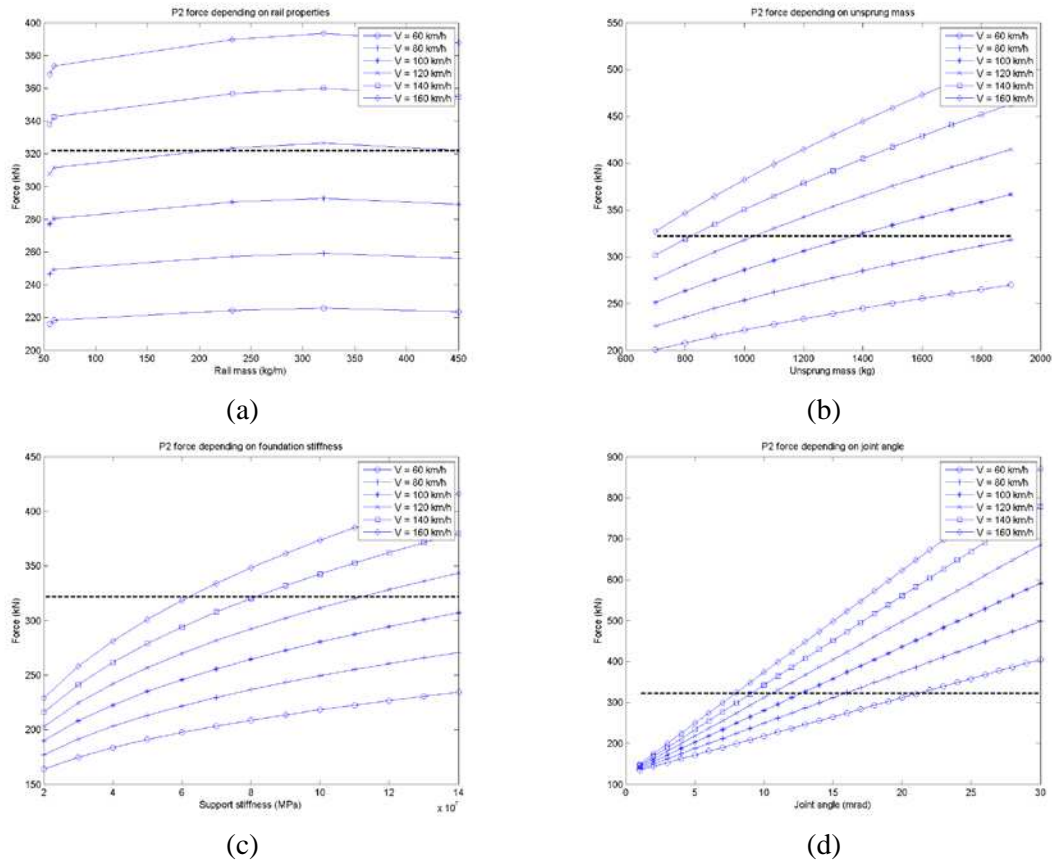 P2 force depending on rail properties
400
380
360
340
320
300
280
260
240
220
200
Force (kN)
50
100
150
200
250
300
350
400
450
Rail mass (kg/m)
V = 60 km/h
V = 80 km/h
V = 100 km/h
V = 120 km/h
V = 140 km/h
V = 160 km/h
(a)
P2 force depending on unsprung mass
550
500
450
400
350
300
250
200
Force (kN)
600
800
1000
1200
1400
1600
1800
2000
Unsprung mass (kg)
V = 60 km/h
V = 80 km/h
V = 100 km/h
V = 120 km/h
V = 140 km/h
V = 160 km/h
(b)
P2 force depending on foundation stiffness
450
400
350
300
250
200
150
Force (kN)
2
4
6
8
10
12
14
x 10^7
Support stiffness (MPa)
V = 60 km/h
V = 80 km/h
V = 100 km/h
V = 120 km/h
V = 140 km/h
V = 160 km/h
(c)
P2 force depending on joint angle
900
800
700
600
500
400
300
200
100
Force (kN)
0
5
10
15
20
25
30
Joint angle (mrad)
V = 60 km/h
V = 80 km/h
V = 100 km/h
V = 120 km/h
V = 140 km/h
V = 160 km/h
(d)